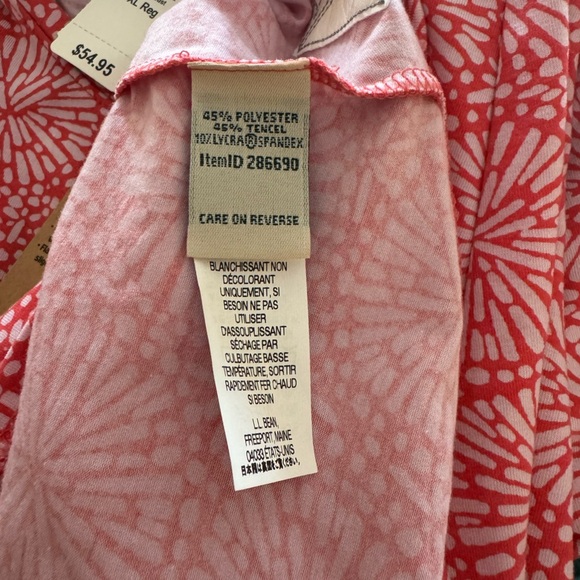 XL Reg
$54.95
45% POLYESTER
45% TENCEL
10% LYCRA®SPANDEX
ItemID 286690
CARE ON REVERSE
BLANCHISSANT NON
DÉCOLORANT
UNIQUEMENT, SI
BESOIN NE PAS
UTILISER
D'ASSOUPLISSANT
SÉCHAGE PAR
CULBUTAGE BASSE
TEMPÉRATURE, SORTIR
RAPIDEMENT FER CHAUD
SI BESOIN
L.L. BEAN,
FREEPORT, MAINE
04033 ÉTATS-UNIS